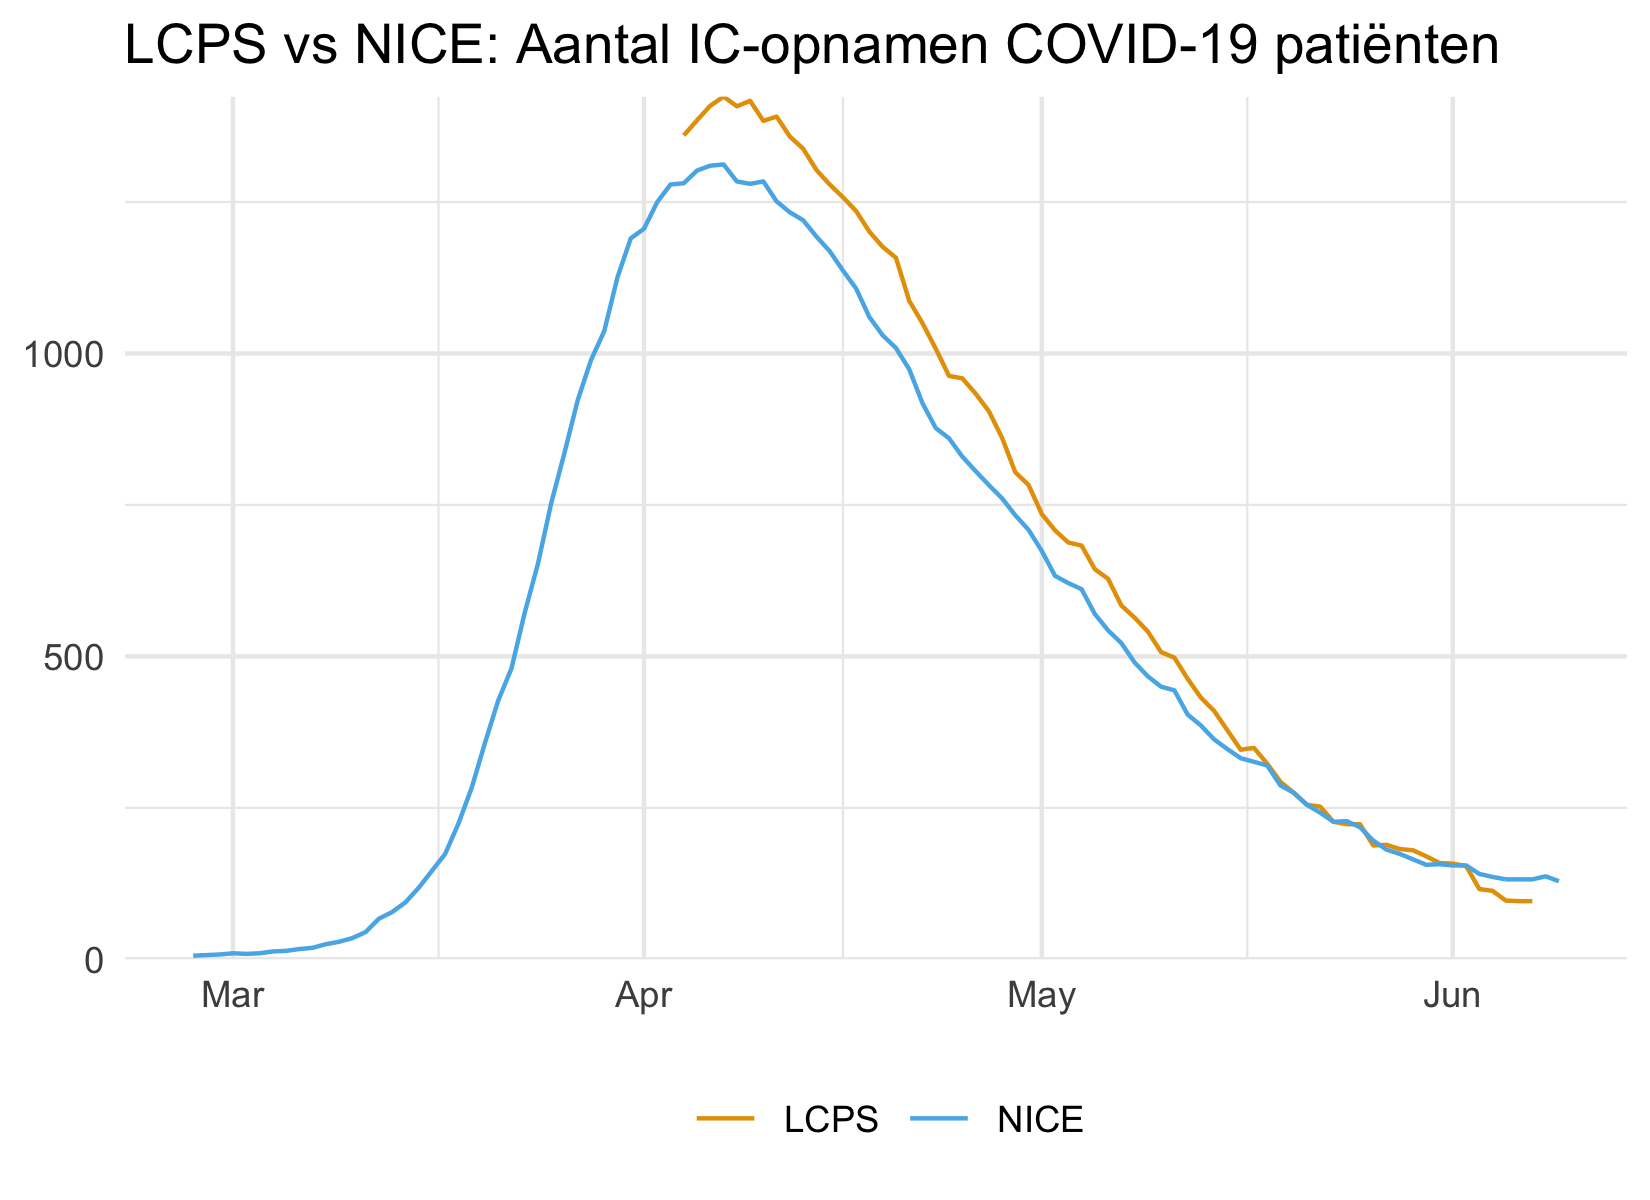 LCPS vs NICE: Aantal IC-opnamen COVID-19 patiënten
1000
500
0
Mar Apr May Jun
LCPS NICE